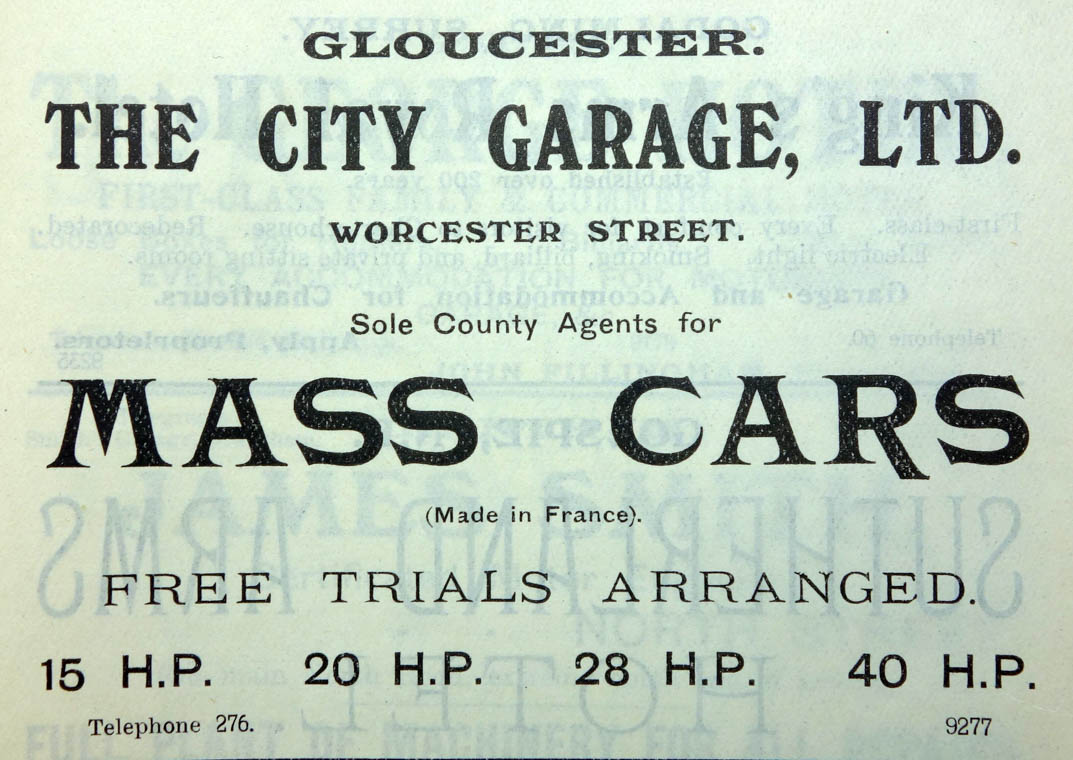 GLOUCESTER.
THE CITY GARAGE, LTD.
WORCESTER STREET.
Sole County Agents for
MASS CARS
(Made in France).
FREE TRIALS ARRANGED.
15 H.P. 20 H.P. 28 H.P. 40 H.P.
Telephone 276. 9277